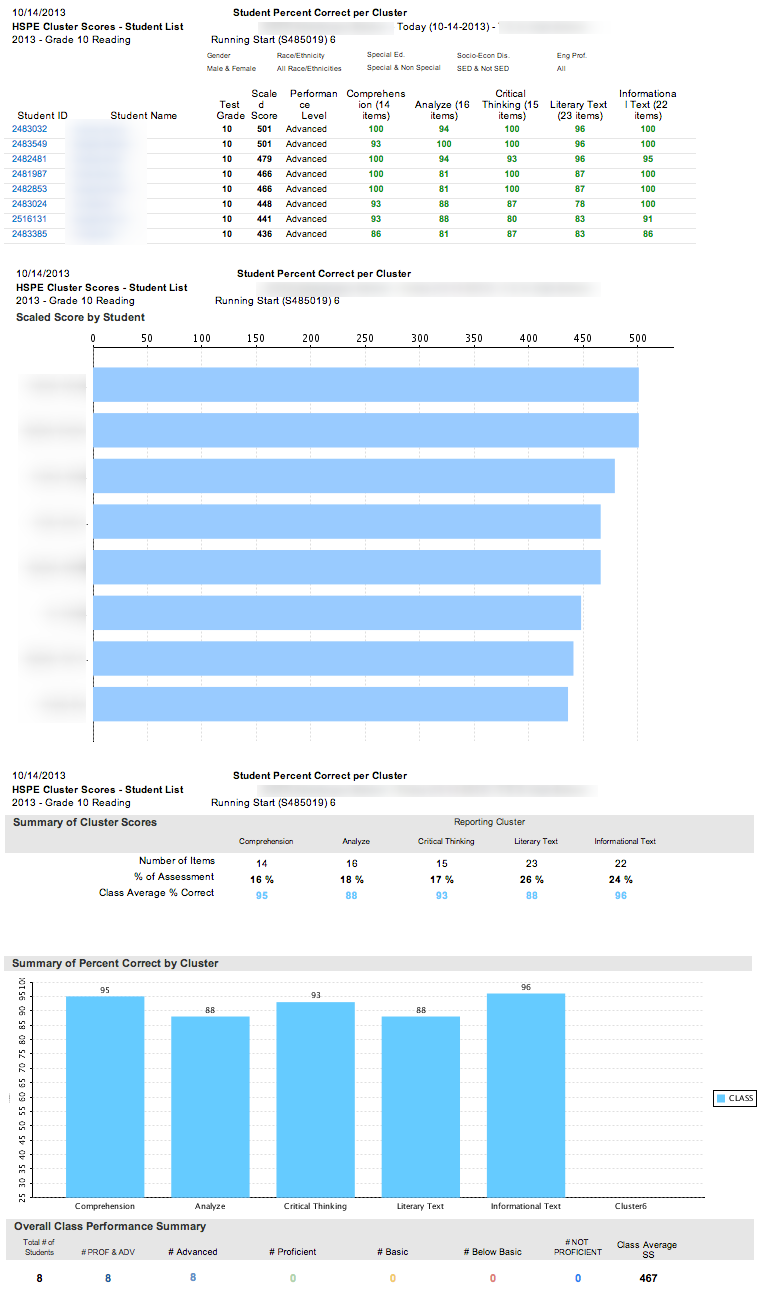 10/14/2013 Student Percent Correct per Cluster
HSPE Cluster Scores - Student List Today (10-14-2013) -
2013 - Grade 10 Reading Running Start (S485019) 6
Gender Race/Ethnicity Special Ed. Socio-Econ Dis. Eng Prof.
Male & Female All Race/Ethnicities Special & Non Special SED & Not SED All
Scale Performan Comprehens Critical Informationa
Test d ce ion (14 Analyze (16 Thinking (15 Literary Text l Text (22
Student ID Student Name Grade Score Level items) items) items) (23 items) items)
2483032 10 501 Advanced 100 94 100 96 100
2483549 10 501 Advanced 93 100 100 96 100
2482481 10 479 Advanced 100 94 93 96 95
2481987 10 466 Advanced 100 81 100 87 100
2482853 10 466 Advanced 100 81 100 87 100
2483024 10 448 Advanced 93 88 87 78 100
2516131 10 441 Advanced 93 88 80 83 91
2483385 10 436 Advanced 86 81 87 83 86
10/14/2013 Student Percent Correct per Cluster
HSPE Cluster Scores - Student List
2013 - Grade 10 Reading Running Start (S485019) 6
Scaled Score by Student
0 50 100 150 200 250 300 350 400 450 500
10/14/2013 Student Percent Correct per Cluster
HSPE Cluster Scores - Student List
2013 - Grade 10 Reading Running Start (S485019) 6
Summary of Cluster Scores Reporting Cluster
Comprehension Analyze Critical Thinking Literary Text Informational Text
Number of Items 14 16 15 23 22
% of Assessment 16 % 18 % 17 % 26 % 24 %
Class Average % Correct 95 88 93 88 96
Summary of Percent Correct by Cluster
95 88 93 88 96
25 30 35 40 45 50 55 60 65 70 75 80 85 90 95 10
CLASS
Comprehension Analyze Critical Thinking Literary Text Informational Text Cluster6
Overall Class Performance Summary
Total # of Students # PROF & ADV # Advanced # Proficient # Basic # Below Basic # NOT PROFICIENT Class Average SS
8 8 8 0 0 0 0 467